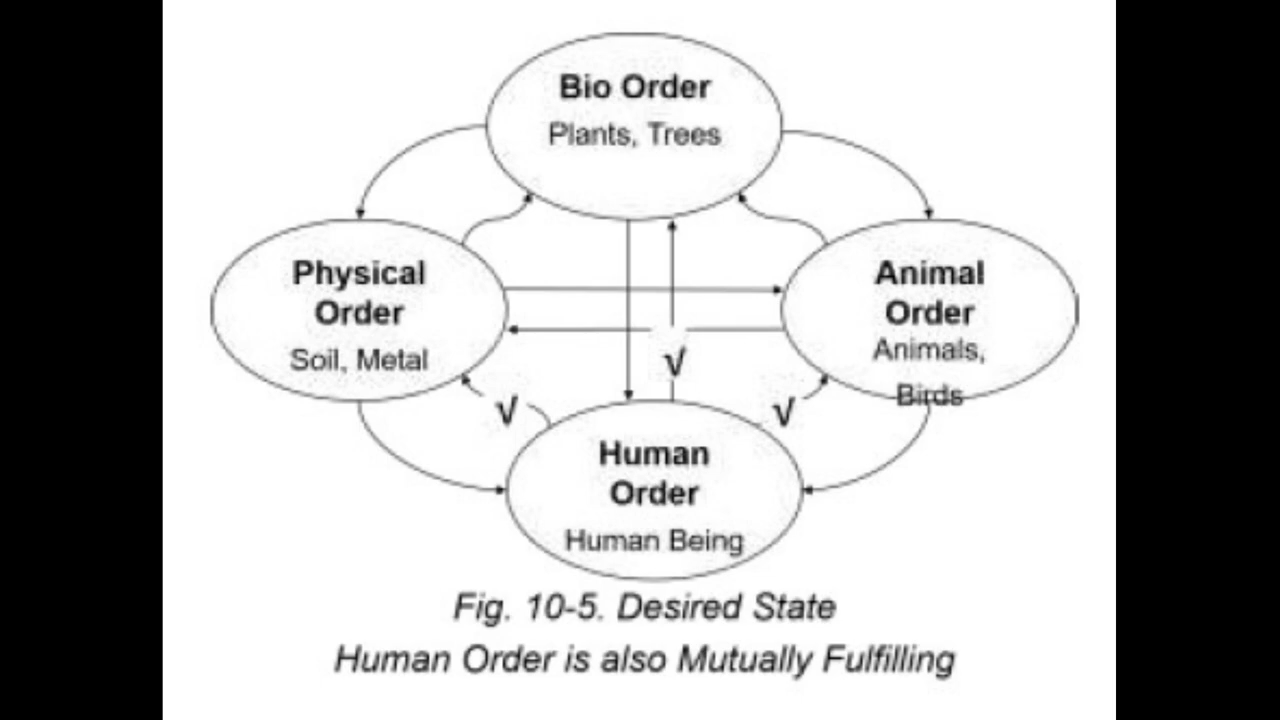 Bio Order
Plants, Trees
Physical
Order
Soil, Metal
Animal
Order
Animals,
Birds
√
√
√
Human
Order
Human Being
Fig. 10-5. Desired State
Human Order is also Mutually Fulfilling